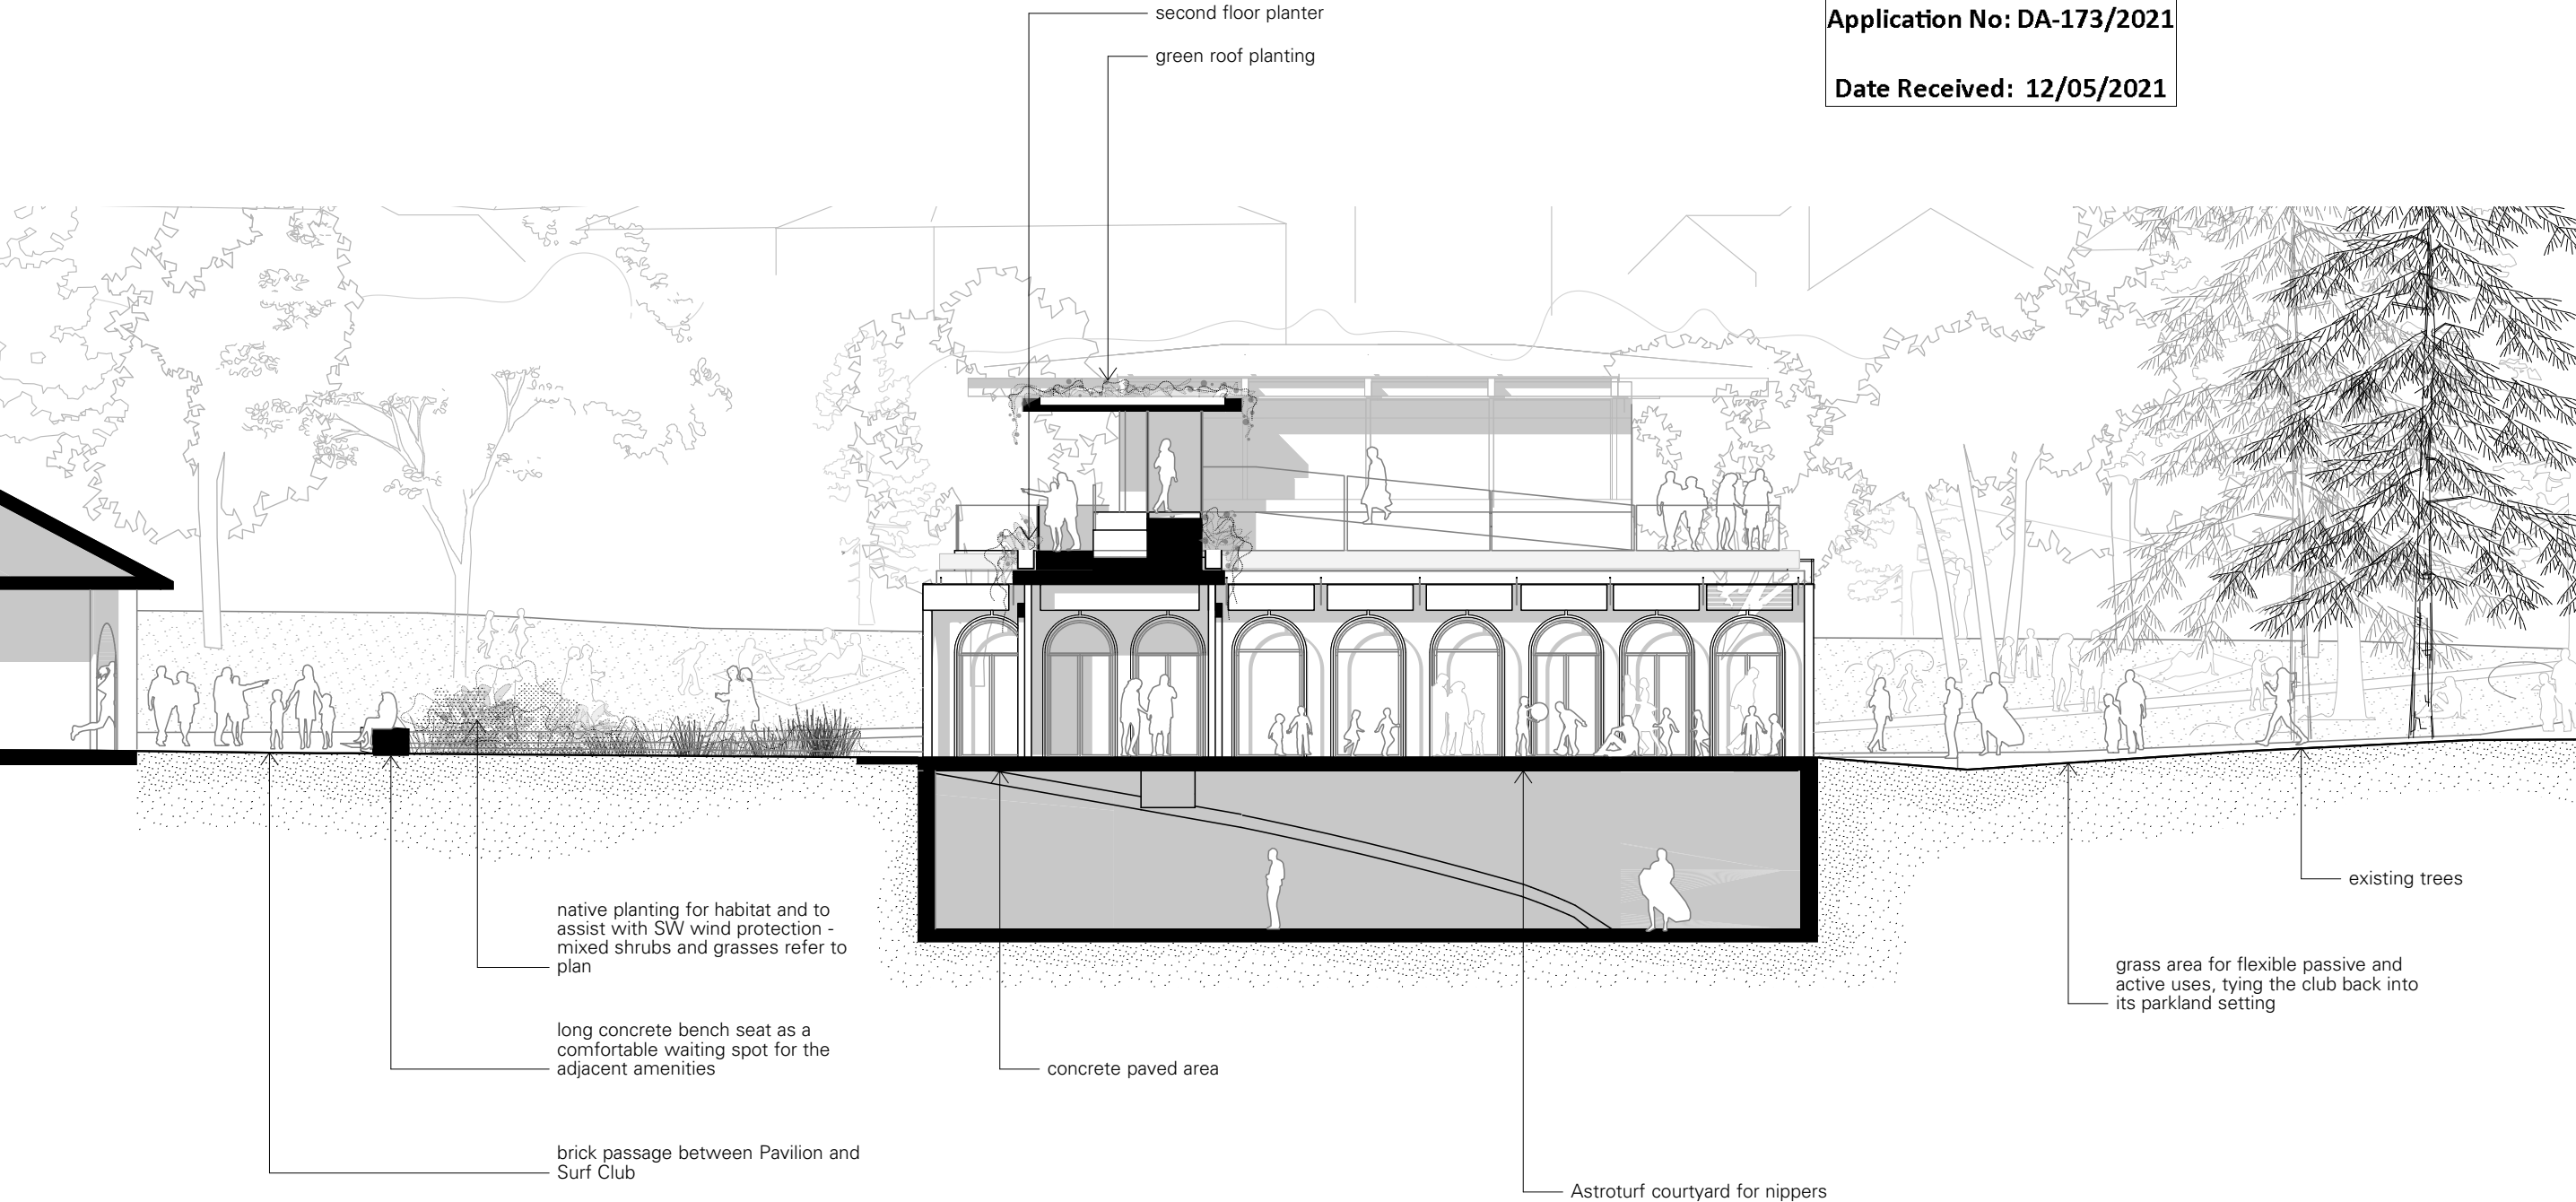 second floor planter
green roof planting
Application No: DA-173/2021
Date Received: 12/05/2021
native planting for habitat and to
assist with SW wind protection -
mixed shrubs and grasses refer to
plan
long concrete bench seat as a
comfortable waiting spot for the
adjacent amenities
brick passage between Pavilion and
Surf Club
concrete paved area
Astroturf courtyard for nippers
existing trees
grass area for flexible passive and
active uses, tying the club back into
its parkland setting